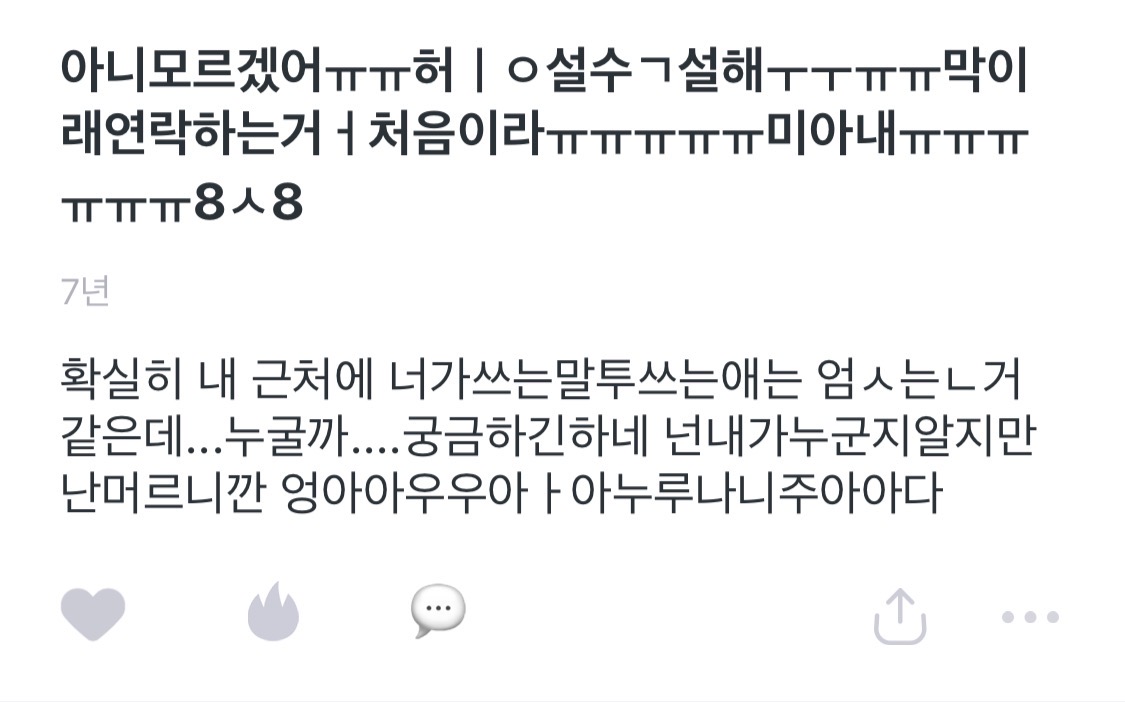 아니모르겠어ㅠㅠ허ㅣㅇ설수ㄱ설해ㅜㅜㅠㅠ막이
래연락하는거ㅓ처음이라ㅠㅠㅠㅠㅠ미아내ㅠㅠㅠ
ㅠㅠㅠ8ㅅ8
7년
확실히 내 근처에 너가쓰는말투쓰는애는 엄ㅅ는ㄴ거
같은데...누굴까....궁금하긴하네 넌내가누군지알지만
난머르니깐 엉아아우우아ㅏ아누루나니주아아다